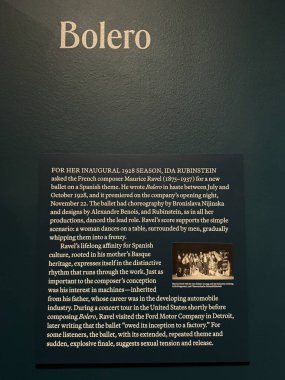 Bolero
FOR HER INAUGURAL 1928 SEASON, IDA RUBINSTEIN
asked the French composer Maurice Ravel (1875–1937) for a new
ballet on a Spanish theme. He wrote Bolero in haste between July and
October 1928, and it premiered on the company's opening night,
November 22. The ballet had choreography by Bronislava Nijinska
and designs by Alexandre Benois, and Rubinstein, as in all her
productions, danced the lead role. Ravel's score supports the simple
scenario: a woman dances on a table, surrounded by men, gradually
whipping them into a frenzy.
Ravel's lifelong affinity for Spanish
culture, rooted in his mother's Basque
heritage, expresses itself in the distinctive
rhythm that runs through the work. Just as
important to the composer's conception
was his interest in machines—inherited
from his father, whose career was in the developing automobile
industry. During a concert tour in the United States shortly before
composing Bolero, Ravel visited the Ford Motor Company in Detroit,
later writing that the ballet "owed its inception to a factory." For
some listeners, the ballet, with its extended, repeated theme and
sudden, explosive finale, suggests sexual tension and release.